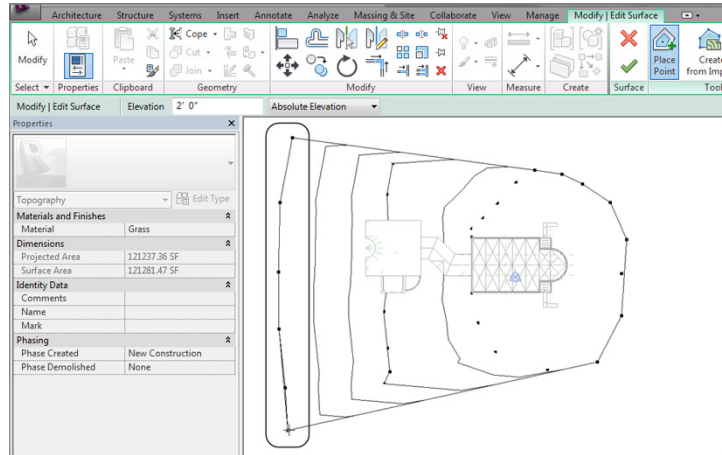 Architecture Structure Systems Insert Annotate Analyze Massing & Site Collaborate View Manage Modify | Edit Surface
Cope
Cut
Join
Modify
Paste
Place
Point
Create
from Imp
Select Properties Clipboard Geometry Modify View Measure Create Surface Tool
Modify | Edit Surface Elevation 2' 0" Absolute Elevation
Properties
Topography Edit Type
Materials and Finishes
Material Grass
Dimensions
Projected Area 121237.36 SF
Surface Area 121281.47 SF
Identity Data
Comments
Name
Mark
Phasing
Phase Created New Construction
Phase Demolished None